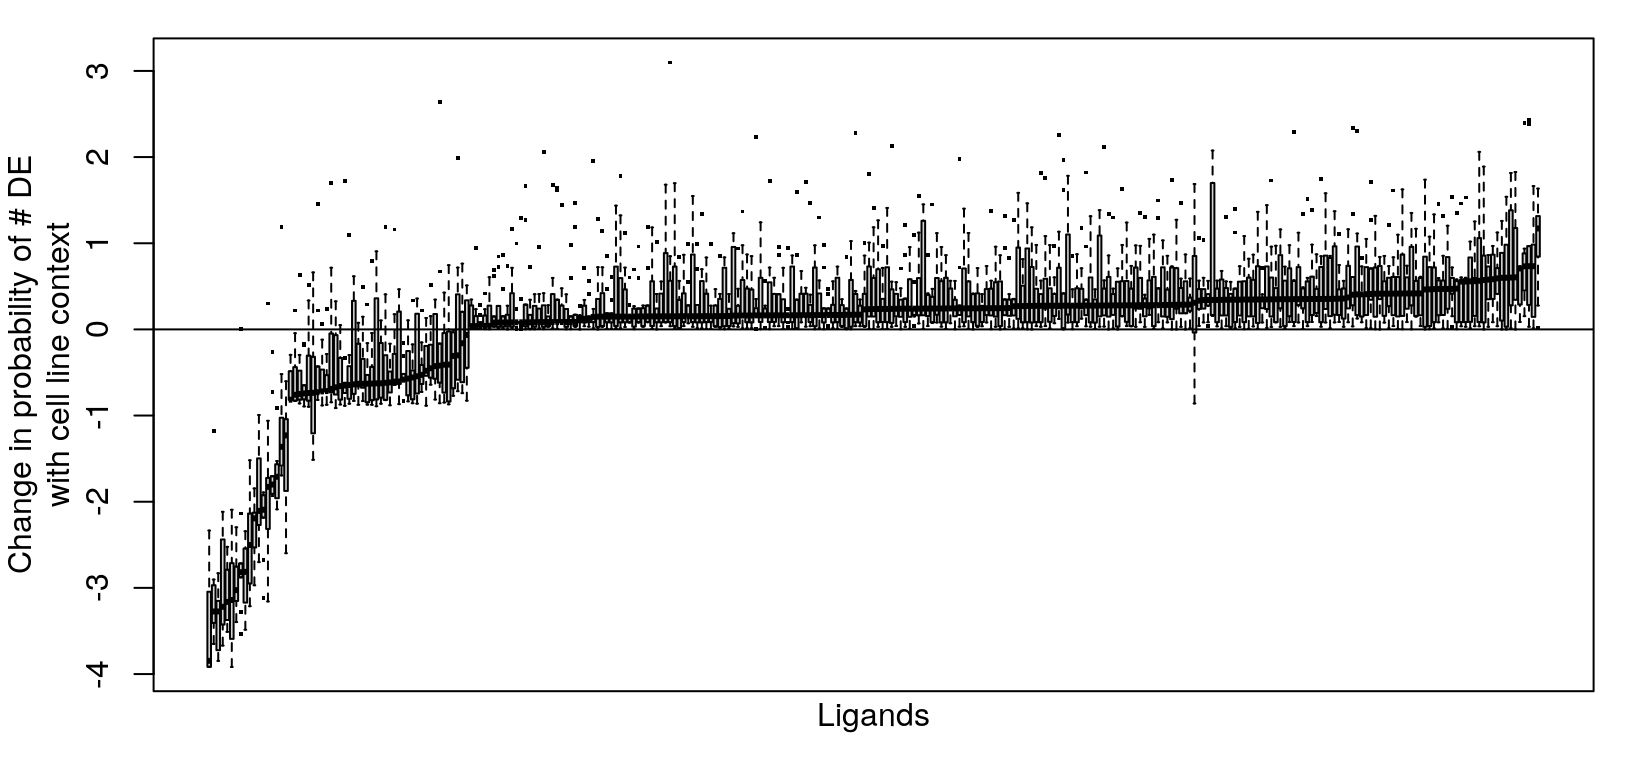 Change in probability of # DE
with cell line context
3
2
1
0
-1
-2
-3
-4
Ligands